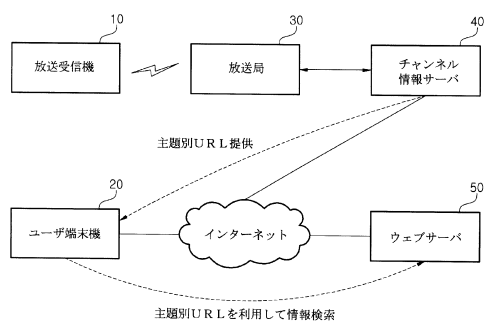 10
30
40
放送受信機
放送局
チャンネル
情報サーバ
主題別URL提供
20
50
ユーザ端末機
インターネット
ウェブサーバ
主題別URLを利用して情報検索